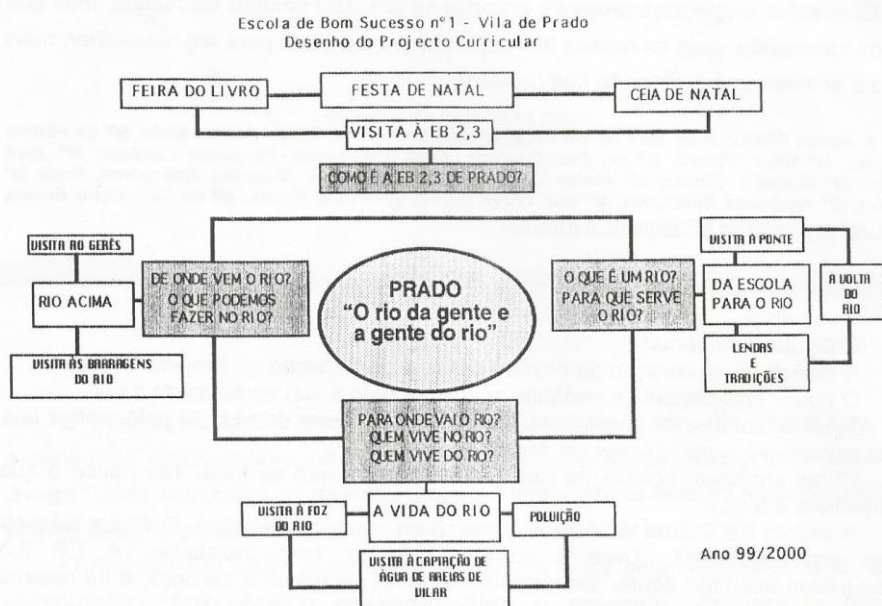 Escola de Bom Sucesso nº 1 - Vila de Prado
Desenho do Projecto Curricular
FEIRA DO LIVRO
FESTA DE NATAL
CEIA DE NATAL
VISITA À EB 2,3
COMO É A EB 2,3 DE PRADO?
VISITA AO GERÊS
RIO ACIMA
VISITA ÀS BARRAGENS
DO RIO
DE ONDE VEM O RIO?
O QUE PODEMOS
FAZER NO RIO?
PRADO
"O rio da gente e
a gente do rio"
O QUE É UM RIO?
PARA QUE SERVE
O RIO?
VISITA À PONTE
DA ESCOLA
PARA O RIO
LENDAS
E
TRADIÇÕES
A VOLTA
DO
RIO
PARA ONDE VAI O RIO?
QUEM VIVE NO RIO?
QUEM VIVE DO RIO?
VISITA À FOZ
DO RIO
A VIDA DO RIO
POLUIÇÃO
VISITA À CAPTAÇÃO DE
ÁGUA DE AREIAS DE
VILAR
Ano 99/2000